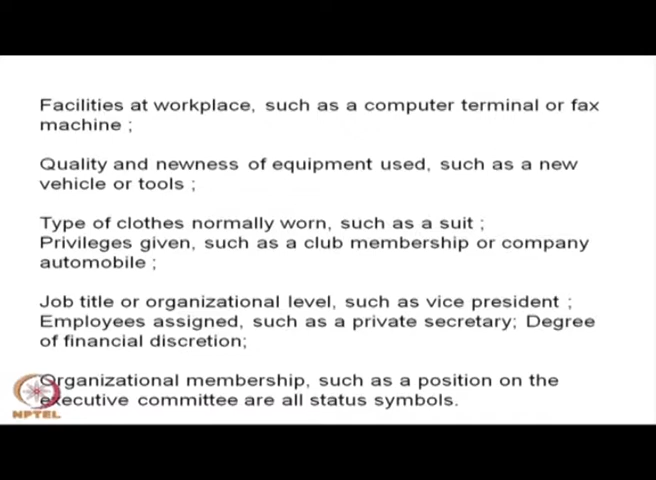 Facilities at workplace, such as a computer terminal or fax
machine ;
Quality and newness of equipment used, such as a new
vehicle or tools ;
Type of clothes normally worn, such as a suit ;
Privileges given, such as a club membership or company
automobile ;
Job title or organizational level, such as vice president ;
Employees assigned, such as a private secretary; Degree
of financial discretion;
Organizational membership, such as a position on the
executive committee are all status symbols.
NPTEL